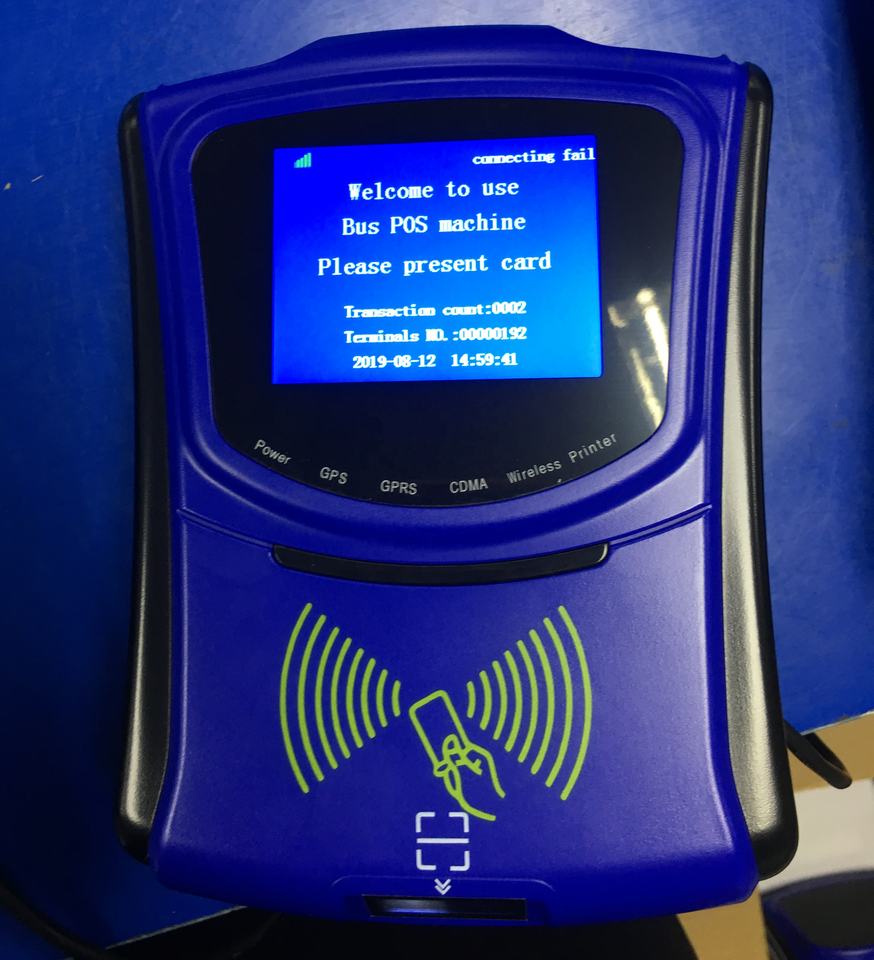 connecting fail
Welcome to use
Bus POS machine
Please present card
Transaction count:0002
Terminals NO.:00000192
2019-08-12 14:59:41
Power GPS GPRS CDMA Wireless Printer